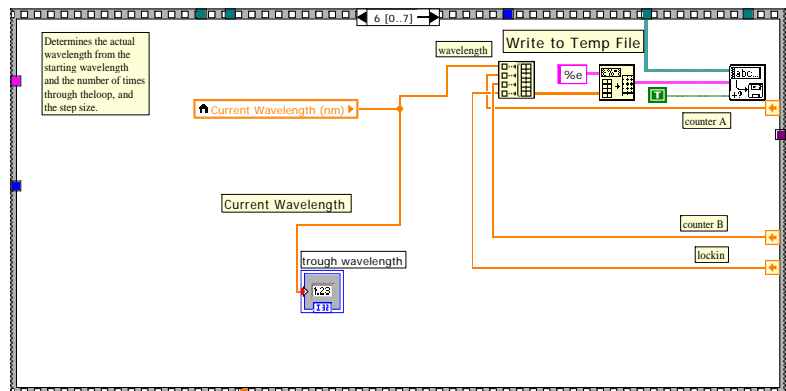 6 [0..7]
Determines the actual
wavelength from the
starting wavelength
and the number of times
through theloop, and
the step size.
wavelength
Write to Temp File
%e
abc..
T
Current Wavelength (nm)
counter A
Current Wavelength
counter B
lockin
trough wavelength
1.23
I32